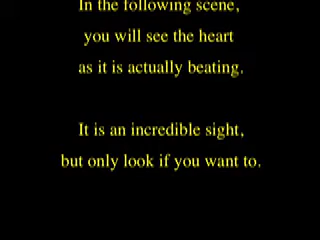 In the following scene,
you will see the heart
as it is actually beating.
It is an incredible sight,
but only look if you want to.